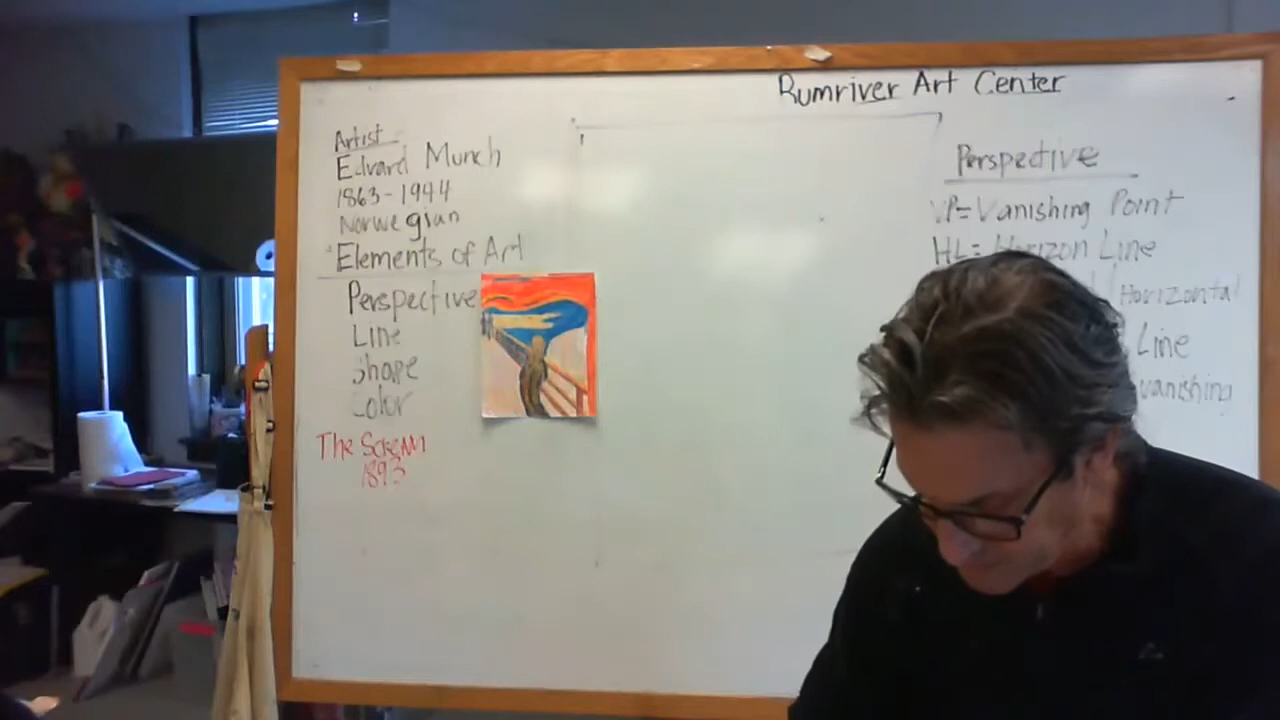 Rumriver Art Center
Artist
Edvard Munch
1863-1944
Norwegian
Elements of Art
Perspective
Line
Shape
Color
The Scream
1893
Perspective
VP= Vanishing Point
HL= Horizon Line
Horizontal
Line
vanishing